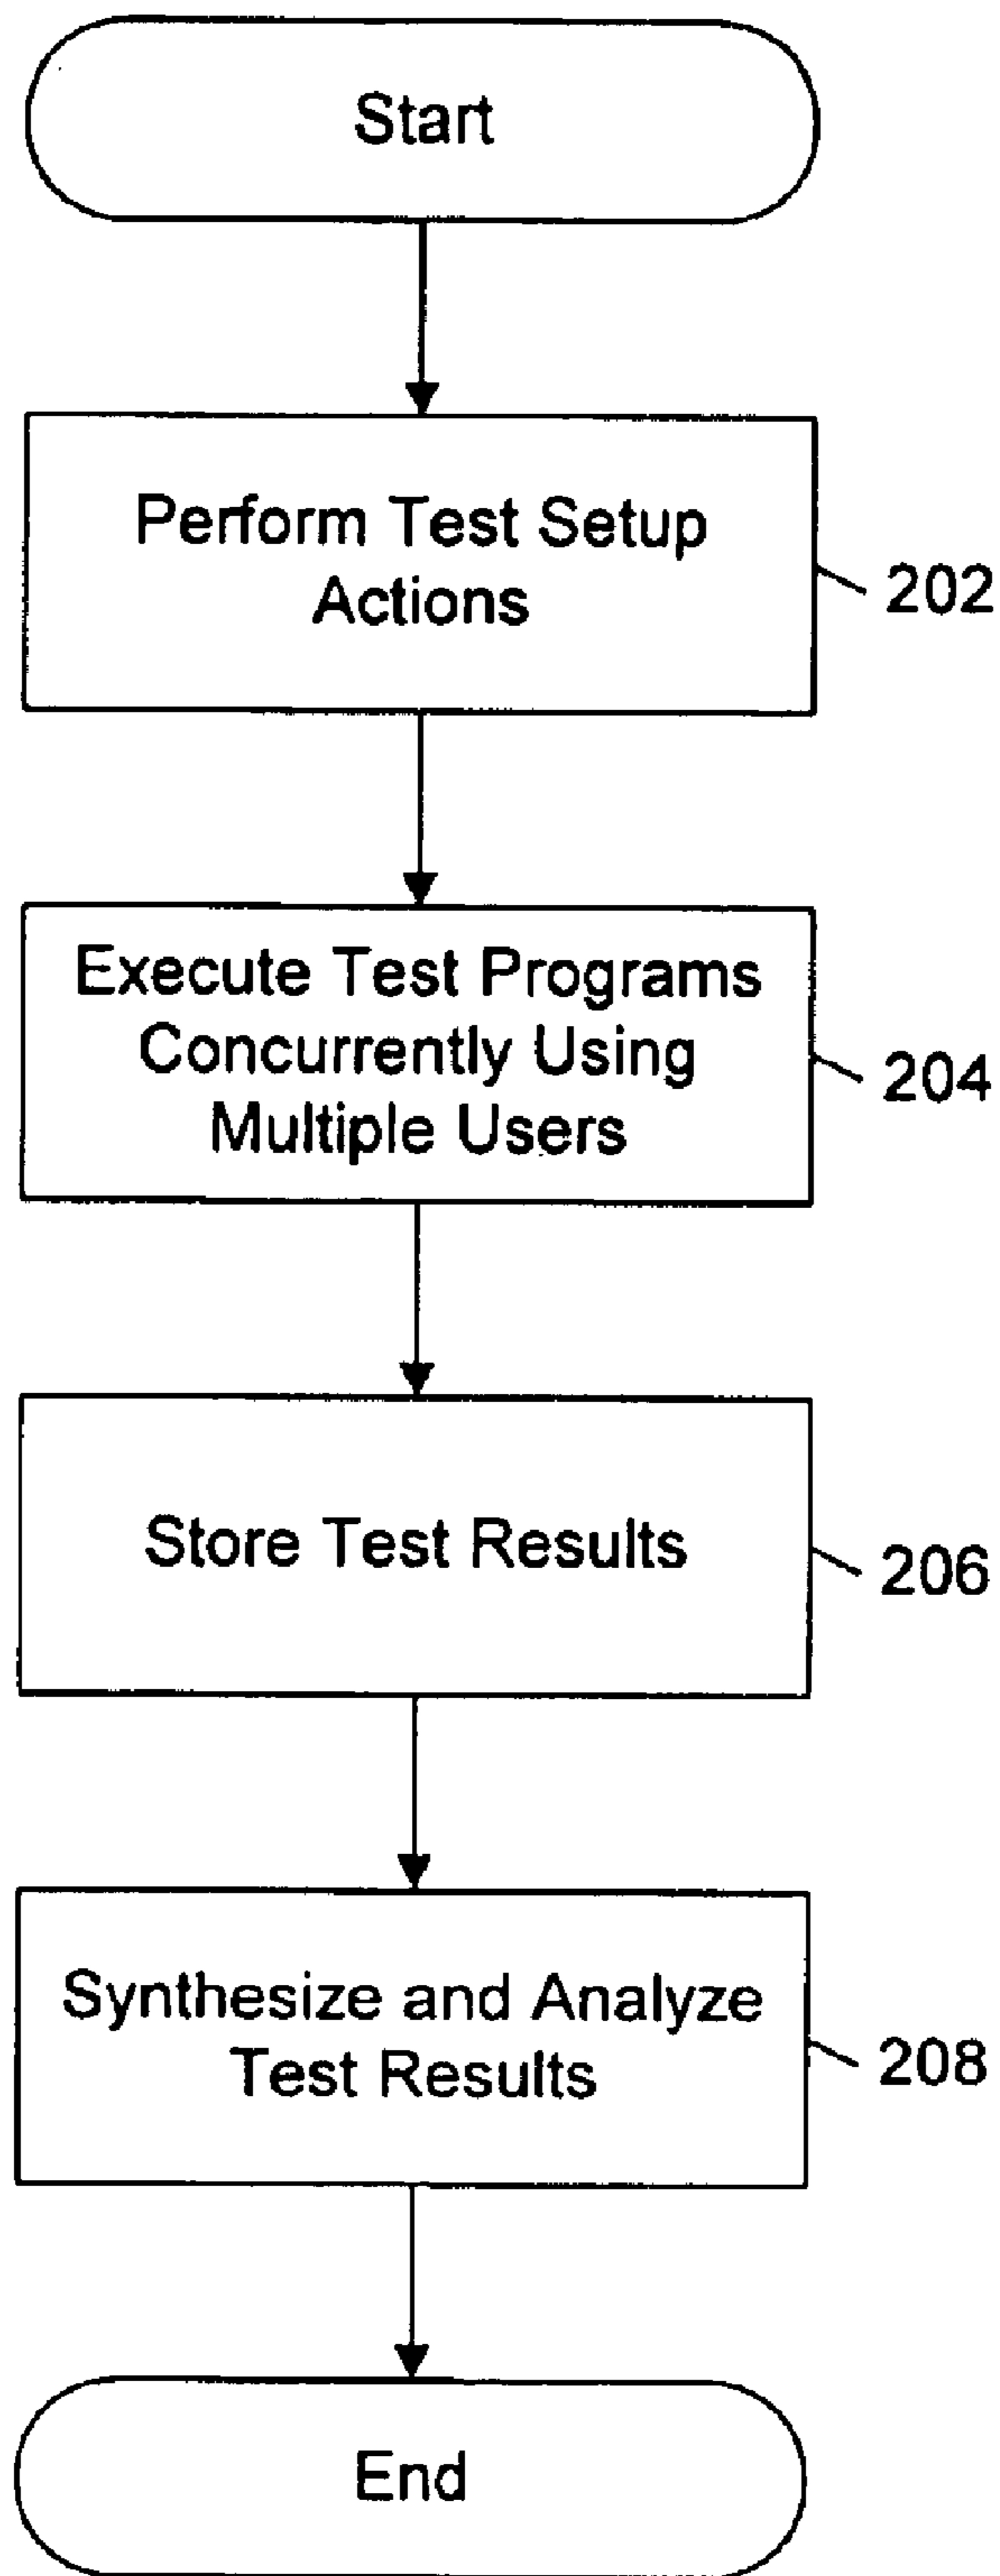 Start
Perform Test Setup
Actions
202
Execute Test Programs
Concurrently Using
Multiple Users
204
Store Test Results
206
Synthesize and Analyze
Test Results
208
End